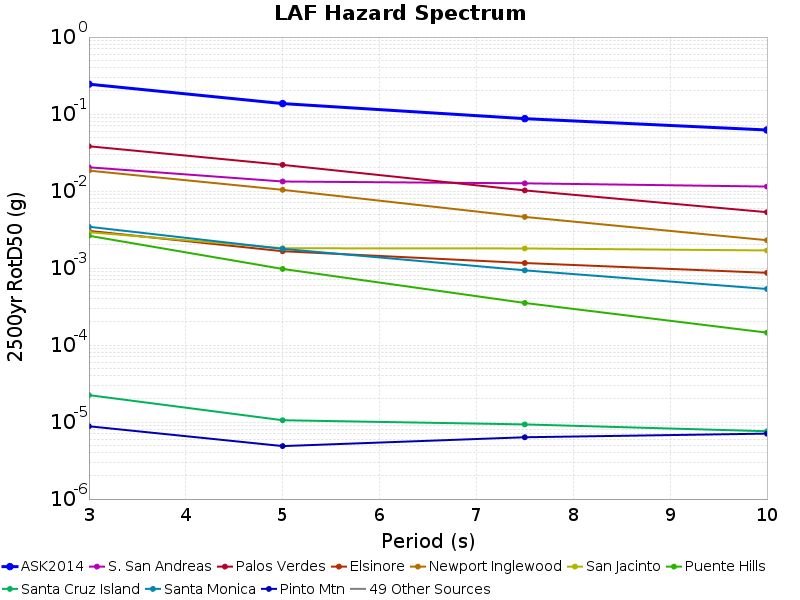 LAF Hazard Spectrum
2500yr RotD50 (g)
10^0
10^-1
10^-2
10^-3
10^-4
10^-5
10^-6
3 4 5 6 7 8 9 10
Period (s)
ASK2014 S. San Andreas Palos Verdes Elsinore Newport Inglewood San Jacinto Puente Hills
Santa Cruz Island Santa Monica Pinto Mtn 49 Other Sources